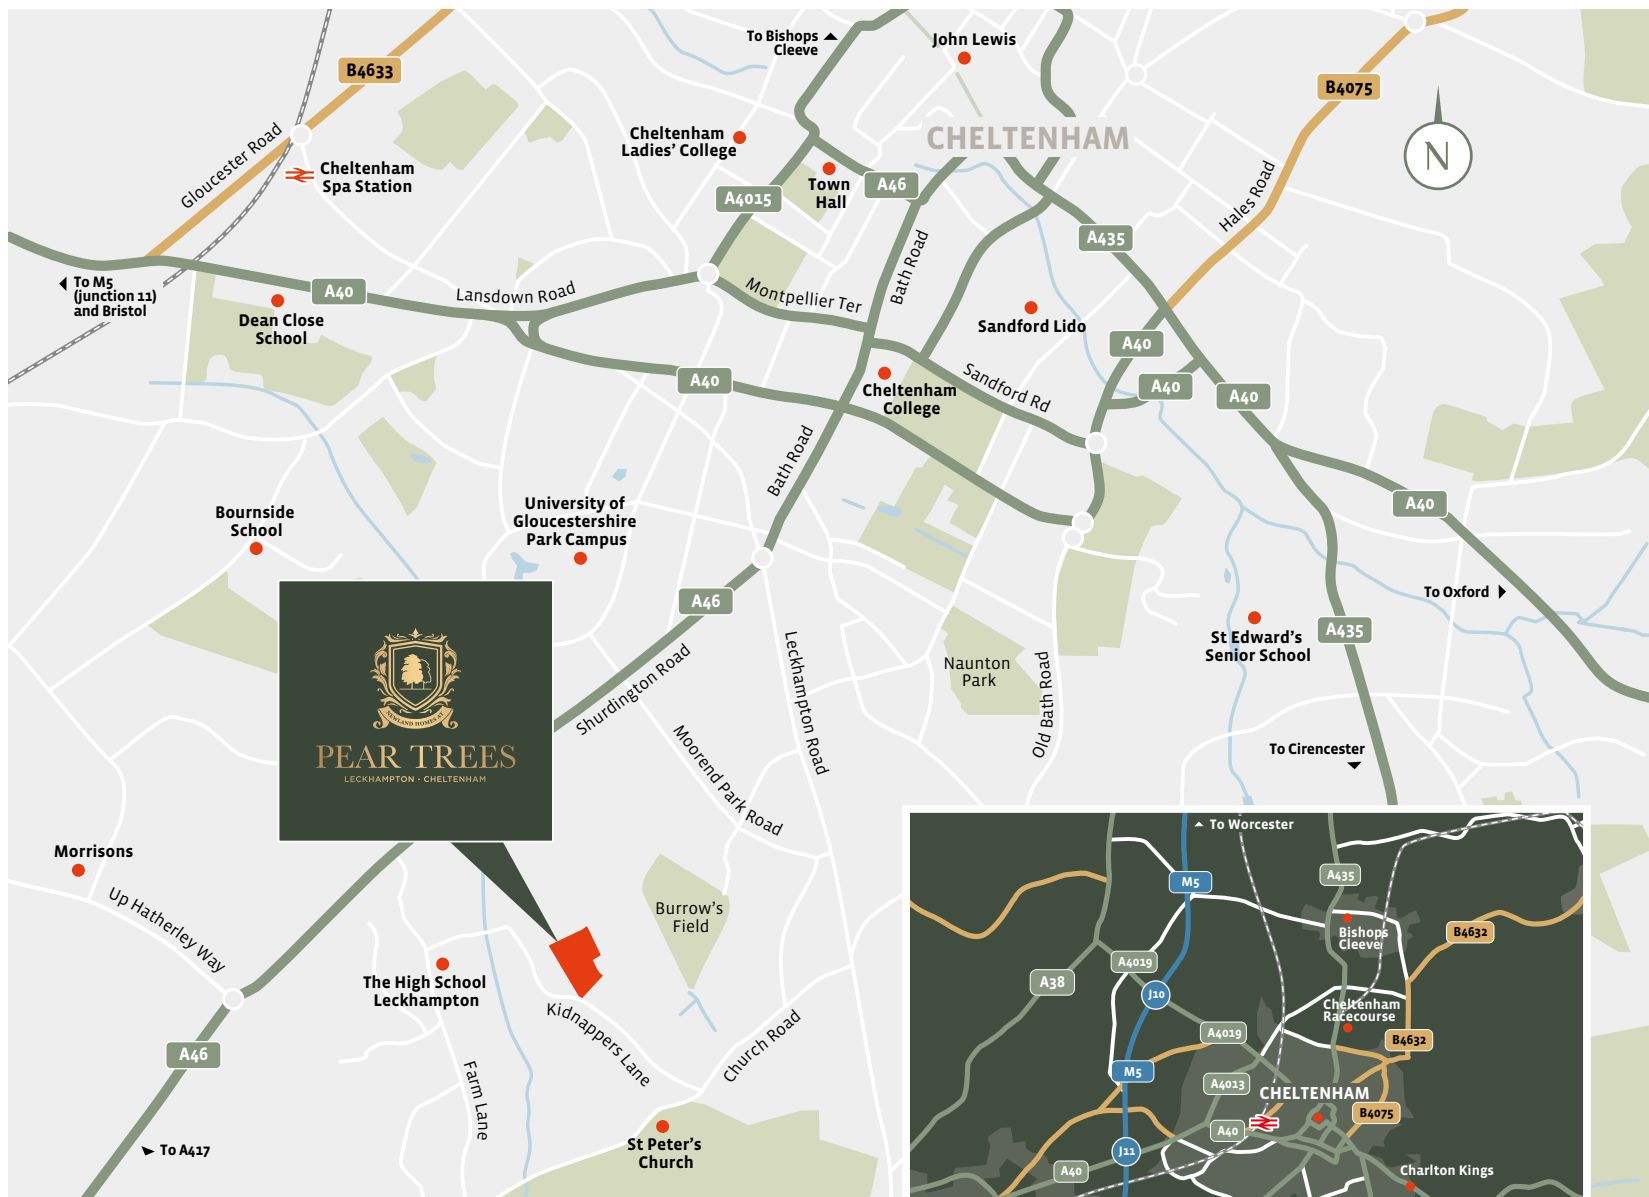 To Bishops
Cleeve
John Lewis
B4633
B4075
CHELTENHAM
Cheltenham
Ladies' College
Gloucester Road
Cheltenham
Spa Station
Town
Hall
A46
A4015
N
Hales Road
A435
To M5
(junction 11)
and Bristol
A40
Lansdown Road
Montpellier Ter
Bath Road
Dean Close
School
Sandford Lido
A40
A40
A40
A40
Cheltenham
College
Sandford Rd
Bath Road
Bournside
School
University of
Gloucestershire
Park Campus
A40
To Oxford
A46
A435
St Edward's
Senior School
Leckhampton Road
Shurdington Road
Naunton
Park
Old Bath Road
NEWLAND HOMES AT
PEAR TREES
LECKHAMPTON - CHELTENHAM
Moorend Park Road
To Cirencester
Morrisons
Up Hatherley Way
Burrow's
Field
The High School
Leckhampton
Kidnappers Lane
Church Road
Farm Lane
A46
To A417
St Peter's
Church
To Worcester
M5
A435
Bishops
Cleeve
B4632
A4019
A38
J10
Cheltenham
Racecourse
A4019
B4632
M5
A4013
CHELTENHAM
B4075
A40
J11
A40
Charlton Kings